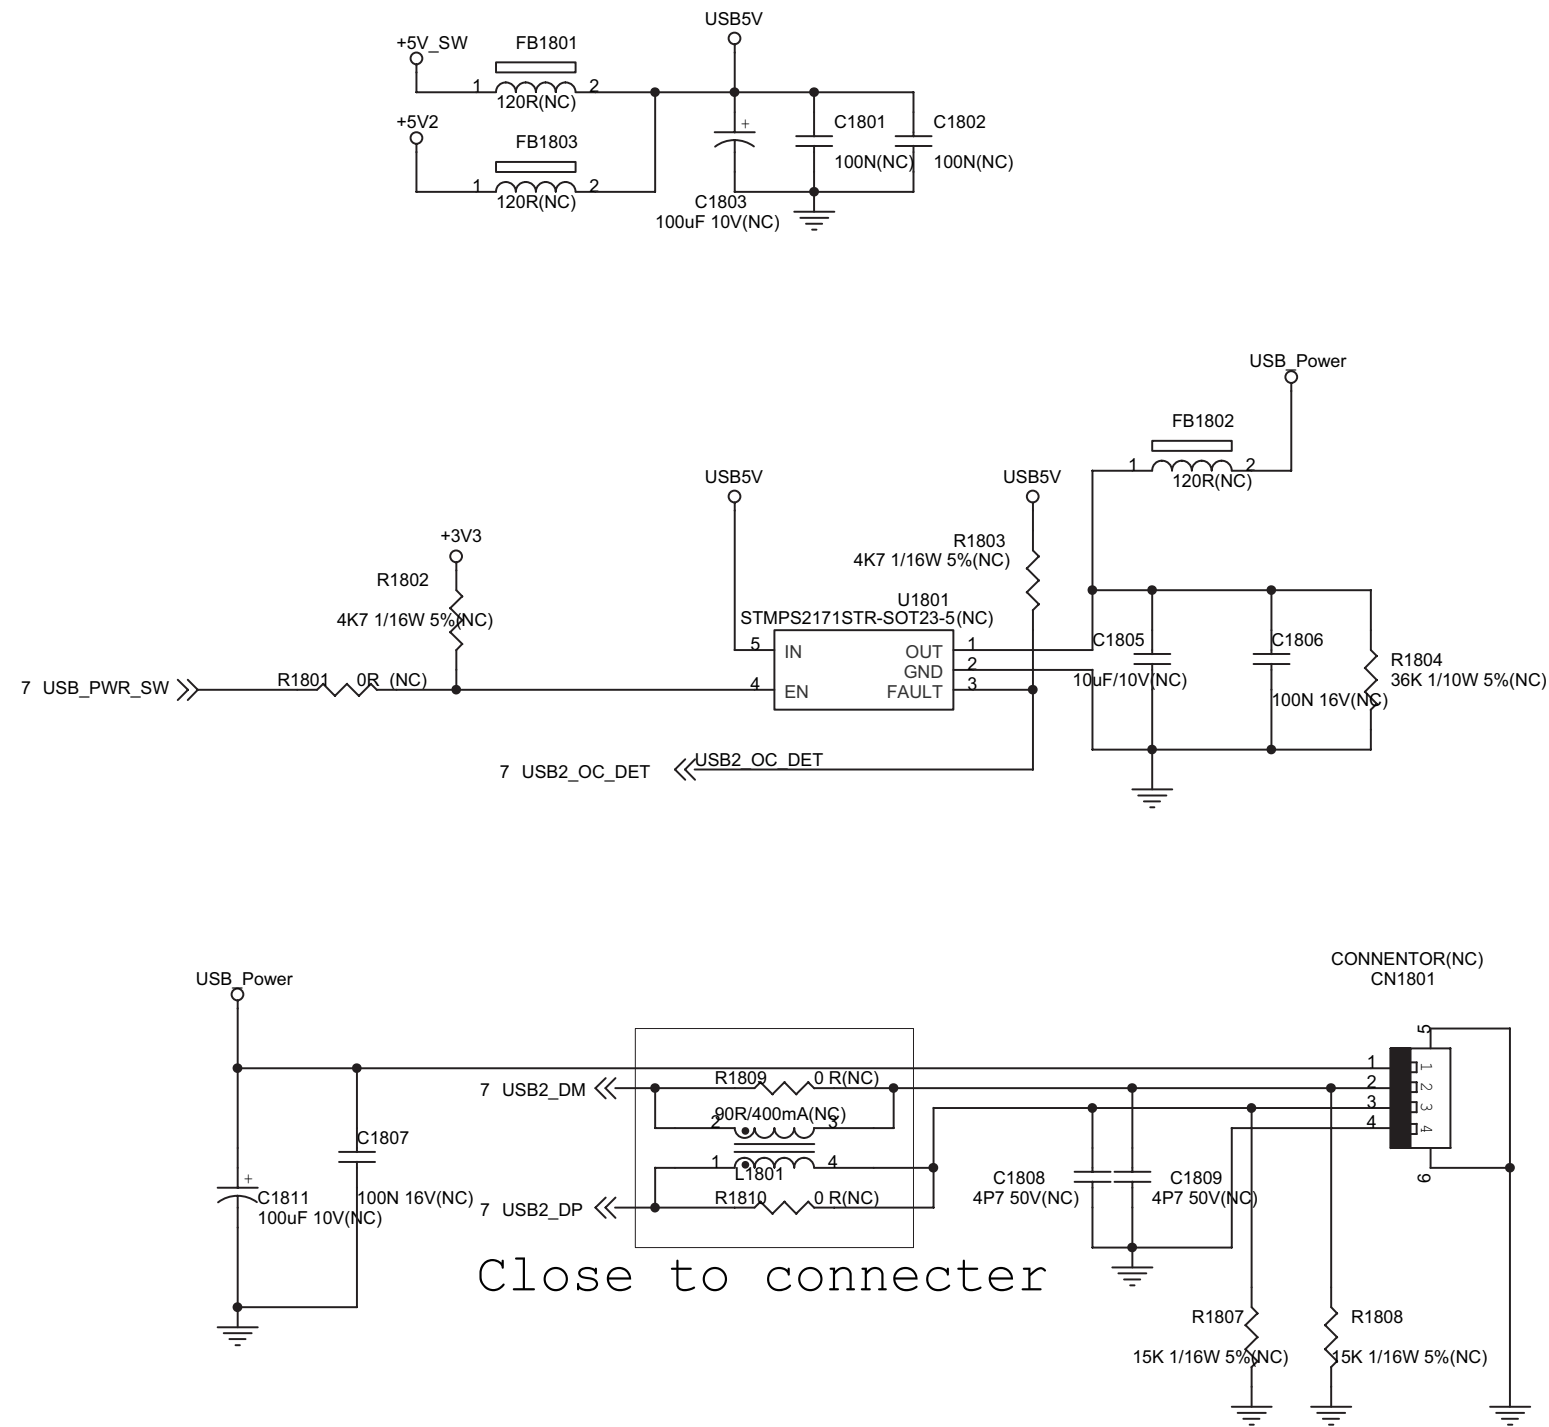 USB5V
+5V_SW
FB1801
1
2
120R(NC)
+5V2
FB1803
1
2
120R(NC)
+
C1801
100N(NC)
C1802
100N(NC)
C1803
100uF 10V(NC)
USB_Power
FB1802
1
2
120R(NC)
USB5V
USB5V
+3V3
R1802
4K7 1/16W 5%(NC)
R1803
4K7 1/16W 5%(NC)
U1801
STMPS2171STR-SOT23-5(NC)
5
IN
OUT
1
GND
2
4
EN
FAULT
3
7 USB_PWR_SW
R1801
0R (NC)
C1805
10uF/10V(NC)
C1806
100N 16V(NC)
R1804
36K 1/10W 5%(NC)
7 USB2_OC_DET
USB2_OC_DET
CONNENTOR(NC)
CN1801
USB_Power
5
1
2
3
4
1
2
3
4
6
7 USB2_DM
R1809
0 R(NC)
90R/400mA(NC)
2
3
1
4
L1801
7 USB2_DP
R1810
0 R(NC)
C1807
100N 16V(NC)
+
C1811
100uF 10V(NC)
C1808
4P7 50V(NC)
C1809
4P7 50V(NC)
Close to connecter
R1807
15K 1/16W 5%(NC)
R1808
15K 1/16W 5%(NC)